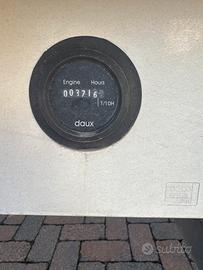 Engine Hours
003716
1/10H
daux
subito